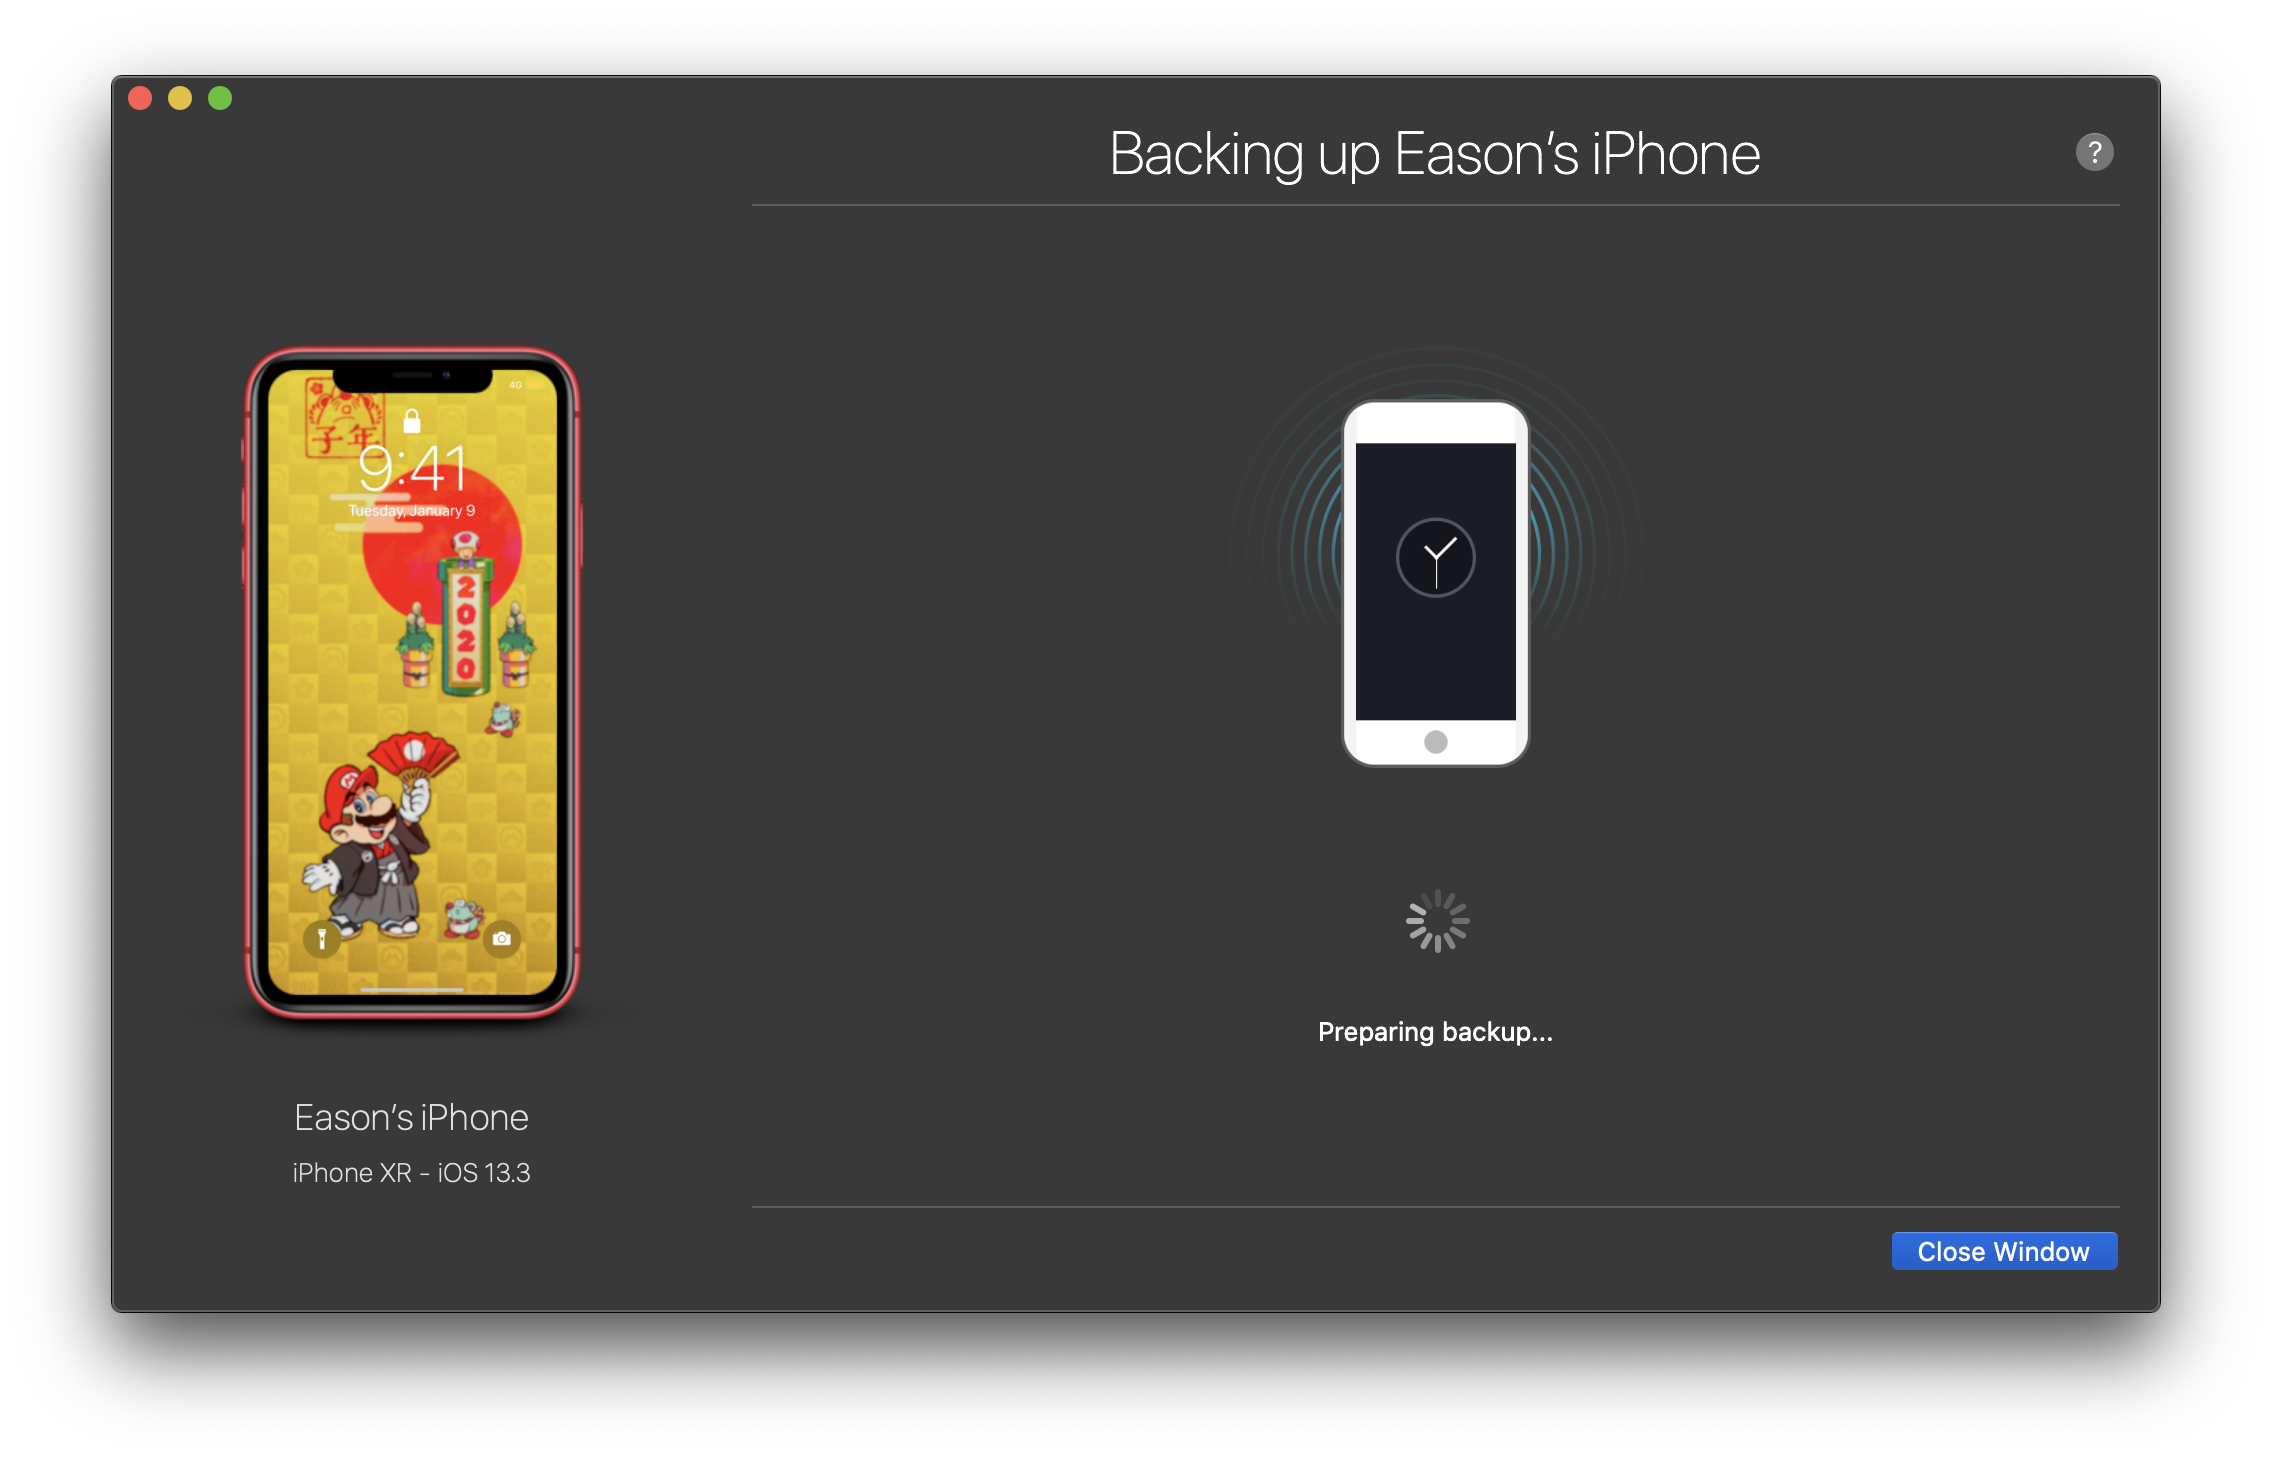 Backing up Eason’s iPhone
?
4G
子年
9:41
Tuesday, January 9
2020
Preparing backup...
Eason’s iPhone
iPhone XR - iOS 13.3
Close Window